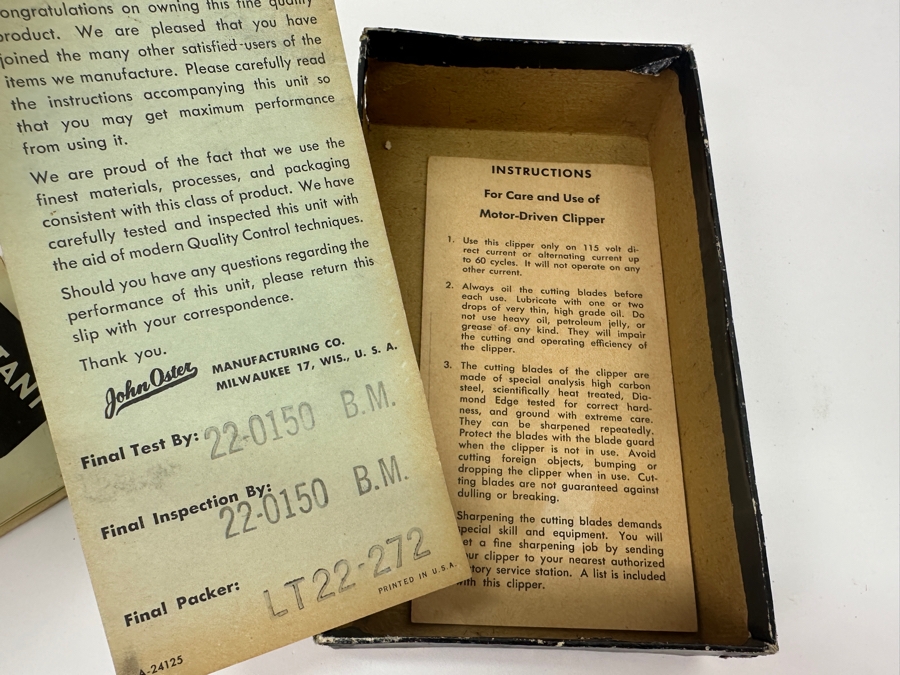 ongratulations on owning this fine quality
product. We are pleased that you have
joined the many other satisfied users of the
items we manufacture. Please carefully read
the instructions accompanying this unit so
that you may get maximum performance
from using it.
We are proud of the fact that we use the
finest materials, processes, and packaging
consistent with this class of product. We have
carefully tested and inspected this unit with
the aid of modern Quality Control techniques.
Should you have any questions regarding the
performance of this unit, please return this
slip with your correspondence.
Thank you.
John Oster MANUFACTURING CO.
MILWAUKEE 17, WIS., U. S. A.
Final Test By: 22-0150 B.M.
Final Inspection By:
22-0150 B.M.
Final Packer: LT22-272
PRINTED IN U.S.A.
A-24125
TANI
INSTRUCTIONS
For Care and Use of
Motor-Driven Clipper
1. Use this clipper only on 115 volt di-
rect current or alternating current up
to 60 cycles. It will not operate on any
other current.
2. Always oil the cutting blades before
each use. Lubricate with one or two
drops of very thin, high grade oil. Do
not use heavy oil, petroleum jelly, or
grease of any kind. They will impair
the cutting and operating efficiency of
the clipper.
3. The cutting blades of the clipper are
made of special analysis high carbon
steel, scientifically heat treated, Dia-
mond Edge tested for correct hard-
ness, and ground with extreme care.
They can be sharpened repeatedly.
Protect the blades with the blade guard
when the clipper is not in use. Avoid
cutting foreign objects, bumping or
dropping the clipper when in use. Cut-
ting blades are not guaranteed against
dulling or breaking.
Sharpening the cutting blades demands
special skill and equipment. You will
et a fine sharpening job by sending
ur clipper to your nearest authorized
tory service station. A list is included
th this clipper.